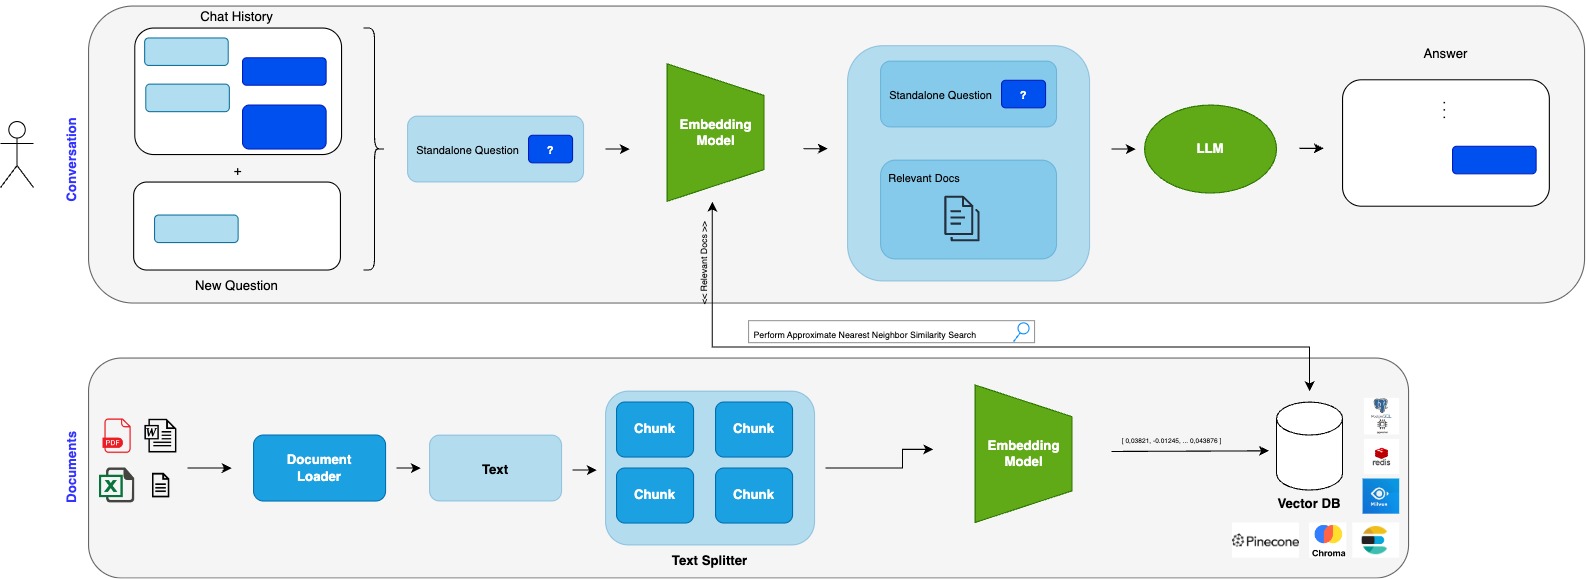 Chat History
+
New Question
Conversation
Standalone Question
?
Embedding
Model
Standalone Question
?
Relevant Docs
LLM
Answer
<< Relevant Docs >>
Perform Approximate Nearest Neighbor Similarity Search
Documents
PDF
W
X
Document
Loader
Text
Chunk
Chunk
Chunk
Chunk
Text Splitter
Embedding
Model
[ 0,03821, -0.01245, ... 0,043876 ]
Vector DB
PostgreSQL
redis
Milvus
Pinecone
Chroma